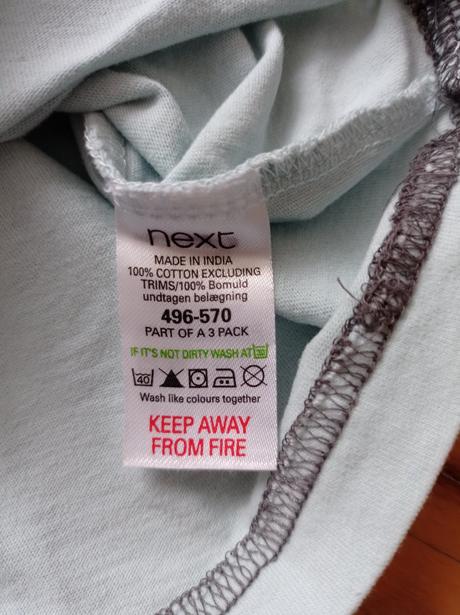 next
MADE IN INDIA
100% COTTON EXCLUDING
TRIMS/100% Bomuld
undtagen belægning
496-570
PART OF A 3 PACK
IF IT'S NOT DIRTY WASH AT 30
40
Wash like colours together
KEEP AWAY
FROM FIRE